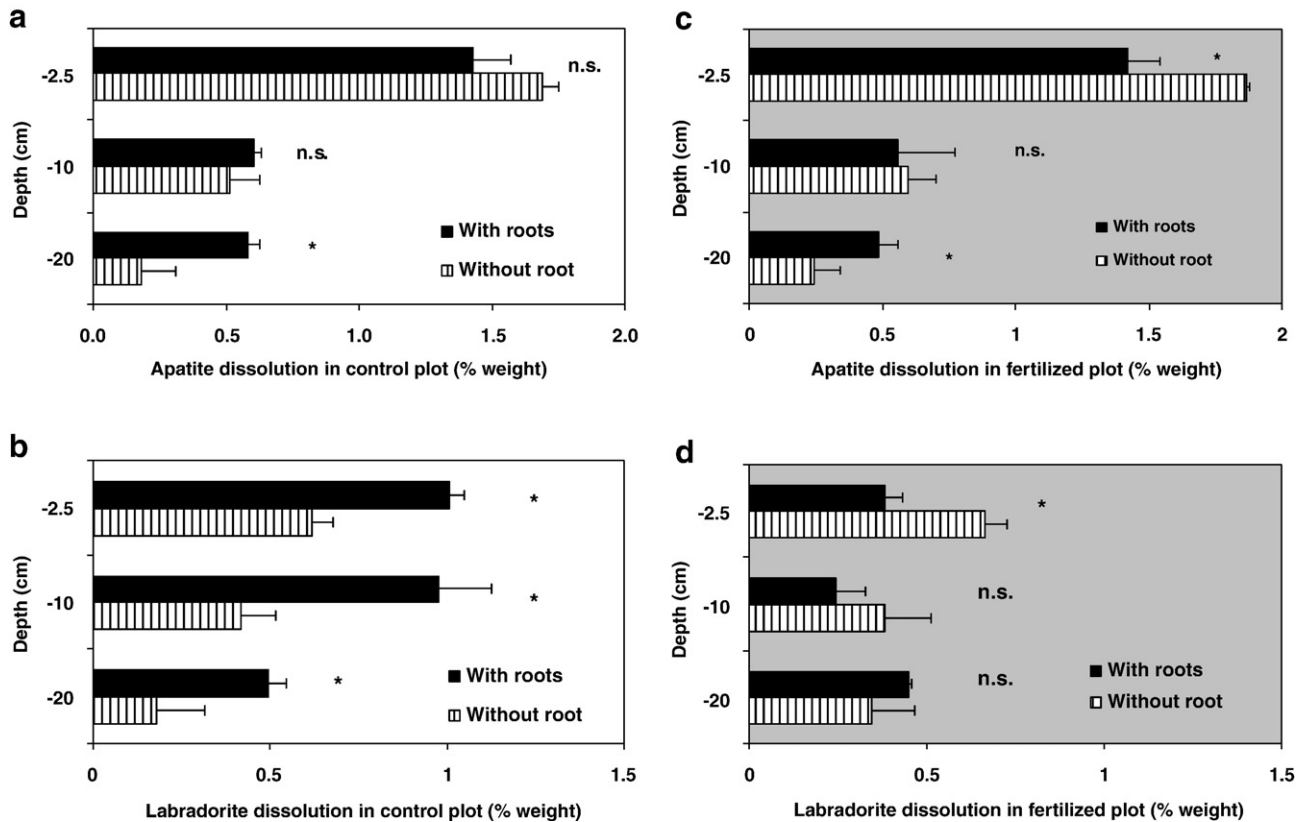 a
Depth (cm)
-2.5
-10
-20
n.s.
n.s.
*
With roots
Without root
0.0 0.5 1.0 1.5 2.0
Apatite dissolution in control plot (% weight)
c
Depth (cm)
-2.5
-10
-20
*
n.s.
*
With roots
Without root
0 0.5 1 1.5 2
Apatite dissolution in fertilized plot (% weight)
b
Depth (cm)
-2.5
-10
-20
*
*
*
With roots
Without root
0 0.5 1 1.5
Labradorite dissolution in control plot (% weight)
d
Depth (cm)
-2.5
-10
-20
*
n.s.
n.s.
With roots
Without root
0 0.5 1 1.5
Labradorite dissolution in fertilized plot (% weight)